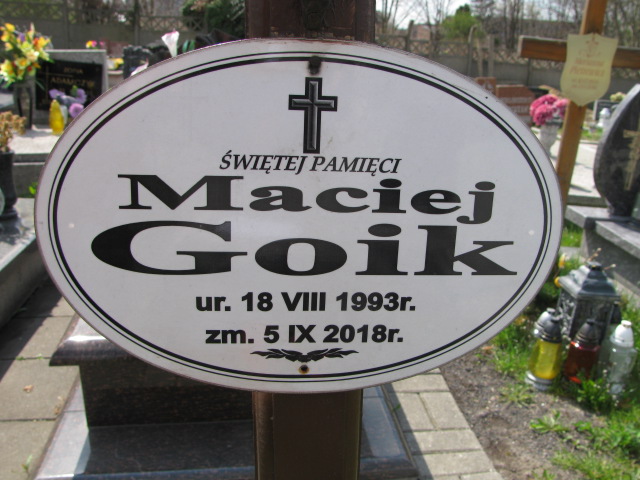 ŚWIĘTEJ PAMIĘCI
Maciej
Goik
ur. 18 VIII 1993r.
zm. 5 IX 2018r.